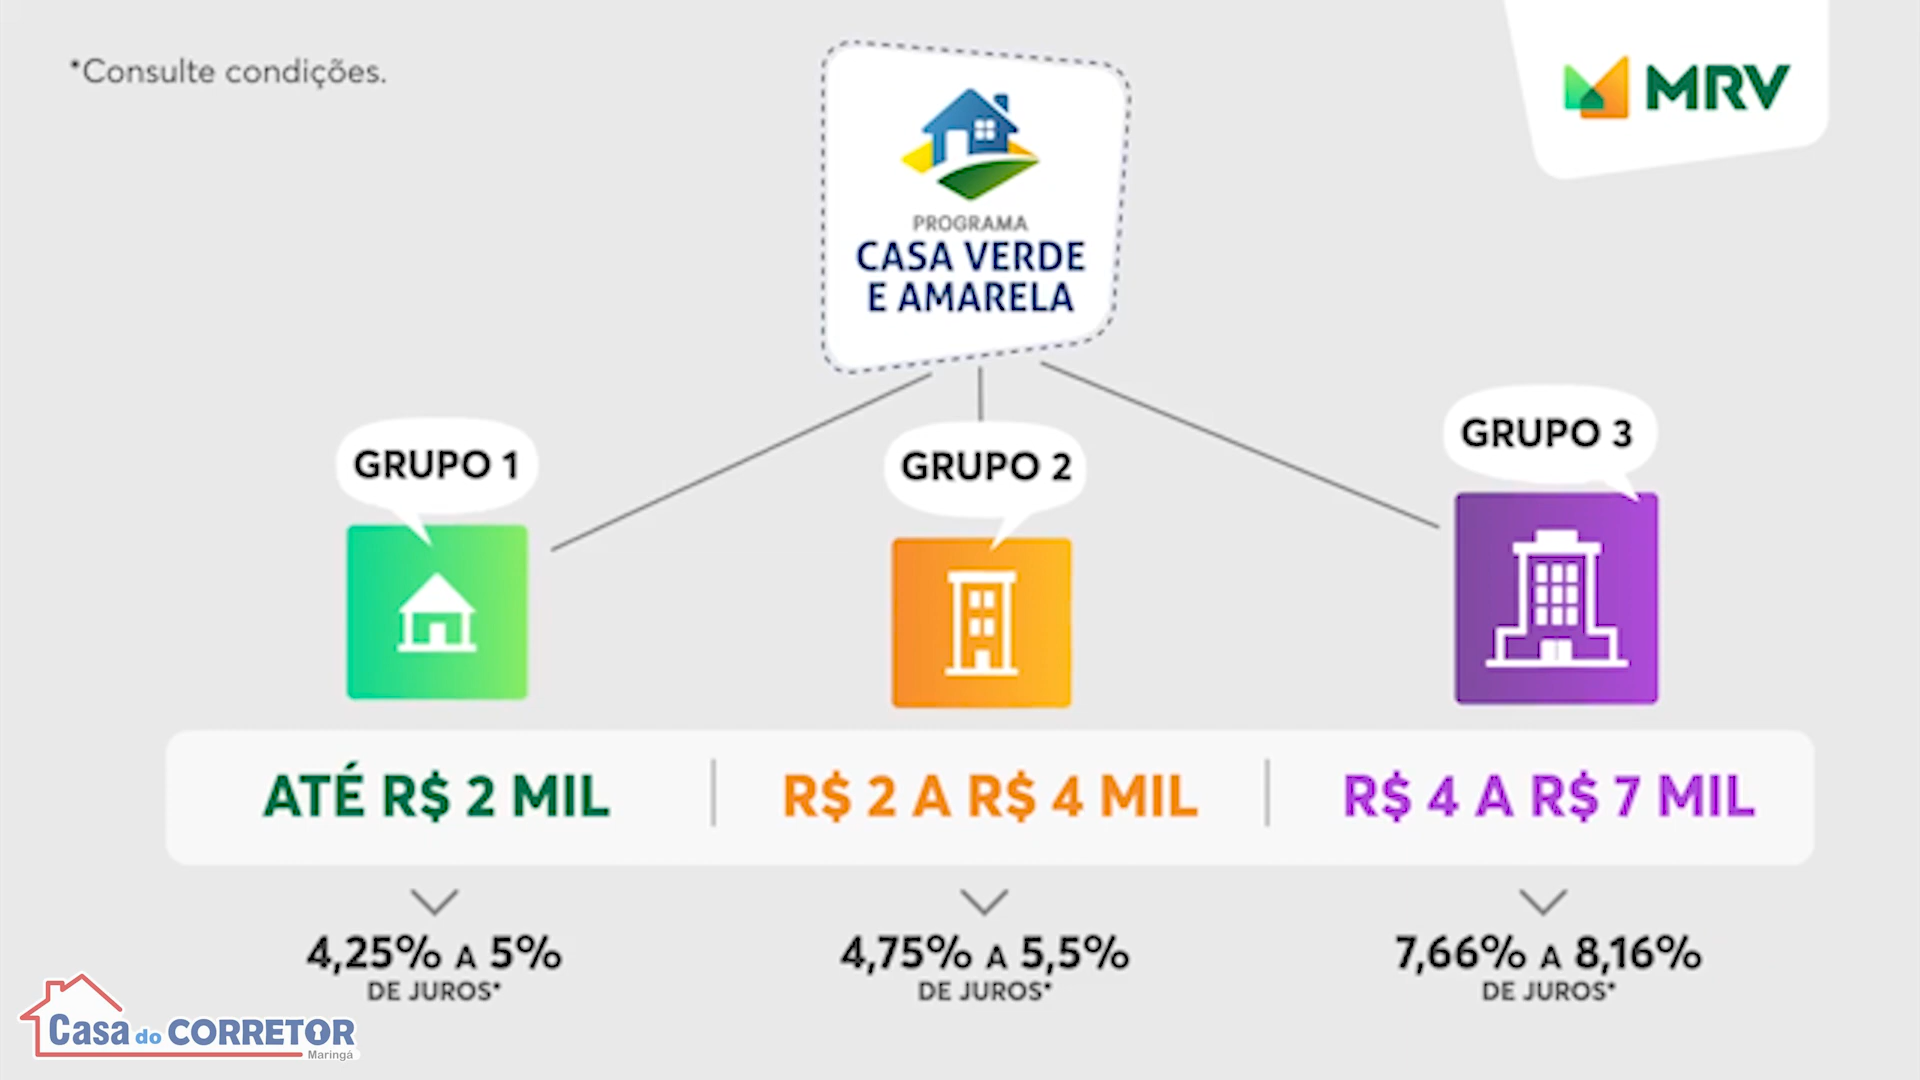 *Consulte condições.
MRV
PROGRAMA
CASA VERDE
E AMARELA
GRUPO 1
GRUPO 2
GRUPO 3
ATÉ R$ 2 MIL
R$ 2 A R$ 4 MIL
R$ 4 A R$ 7 MIL
4,25% A 5%
DE JUROS*
4,75% A 5,5%
DE JUROS*
7,66% A 8,16%
DE JUROS*
Casa do CORRETOR
Maringá